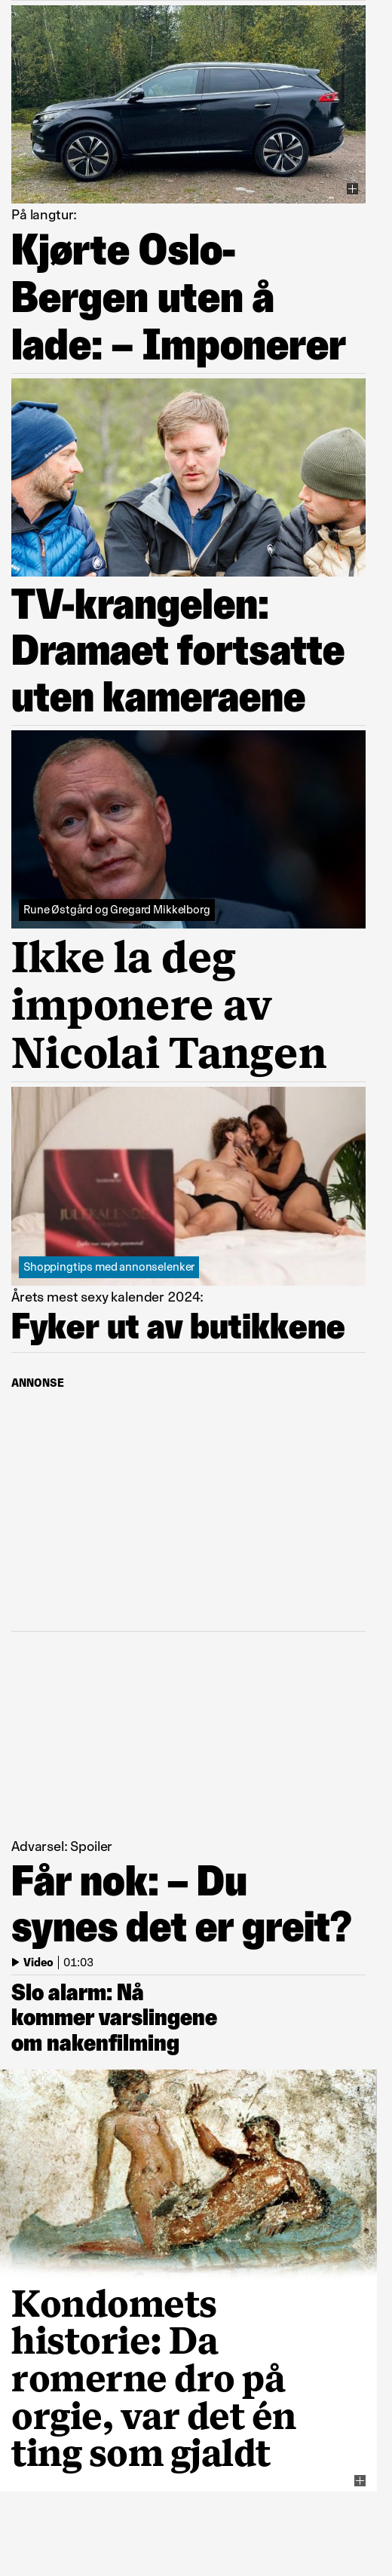 På langtur:
Kjørte Oslo-
Bergen uten å
lade: – Imponerer
TV-krangelen:
Dramaet fortsatte
uten kameraene
Rune Østgård og Gregard Mikkelborg
Ikke la deg
imponere av
Nicolai Tangen
JULEKALENDER
Shoppingtips med annonselenker
Årets mest sexy kalender 2024:
Fyker ut av butikkene
ANNONSE
Advarsel: Spoiler
Får nok: – Du
synes det er greit?
Video | 01:03
Slo alarm: Nå
kommer varslingene
om nakenfilming
Kondomets
historie: Da
romerne dro på
orgie, var det én
ting som gjaldt